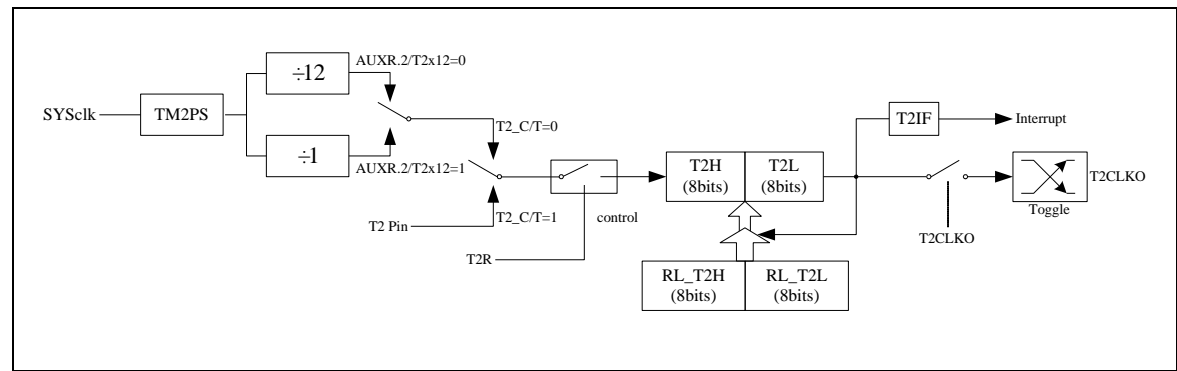 AUXR.2/T2x12=0
÷12
SYSclk
TM2PS
T2_C/T=0
÷1
AUXR.2/T2x12=1
T2_C/T=1
T2 Pin
control
T2R
T2H
(8bits)
T2L
(8bits)
T2IF
Interrupt
T2CLKO
Toggle
T2CLKO
RL_T2H
(8bits)
RL_T2L
(8bits)